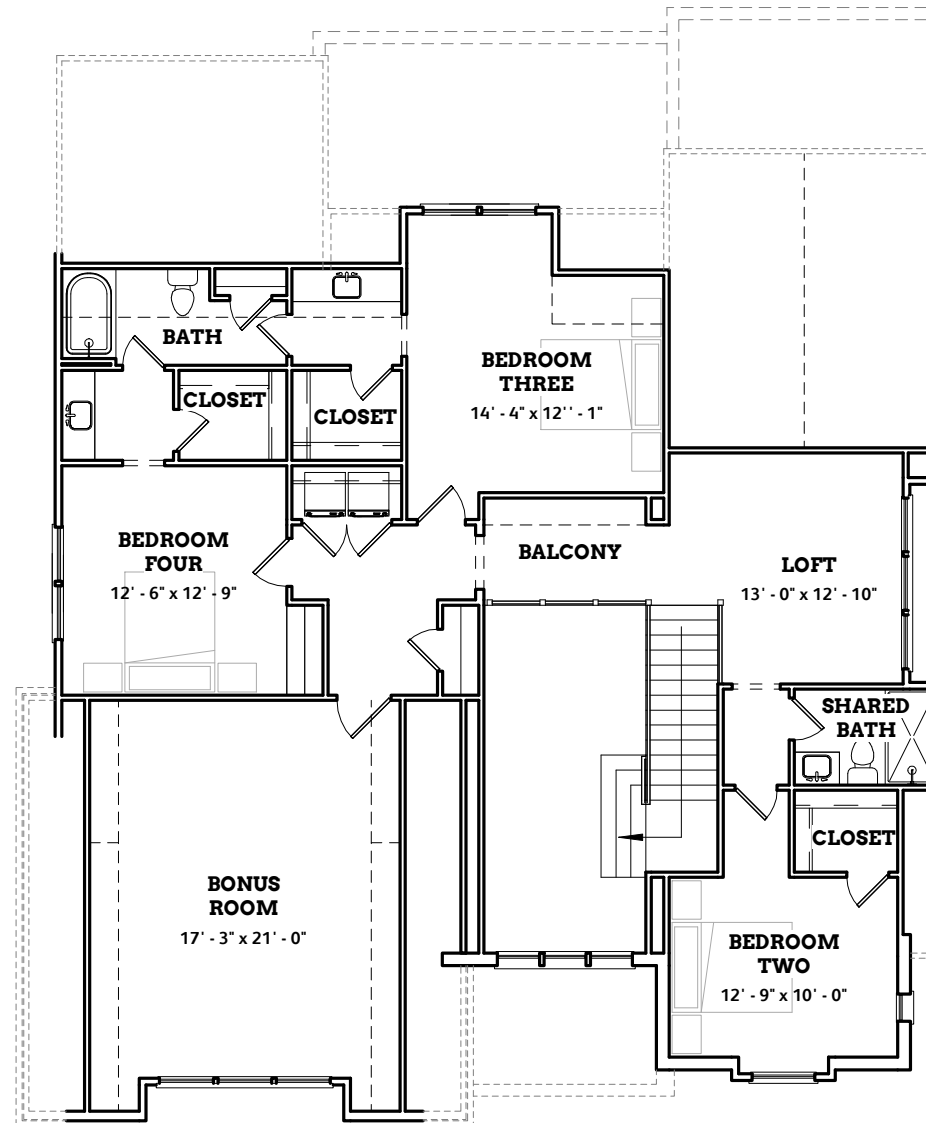 BATH
CLOSET
CLOSET
BEDROOM
THREE
14' - 4" x 12'' - 1"
BEDROOM
FOUR
12' - 6" x 12' - 9"
BALCONY
LOFT
13' - 0" x 12' - 10"
SHARED
BATH
CLOSET
BONUS
ROOM
17' - 3" x 21' - 0"
BEDROOM
TWO
12' - 9" x 10' - 0"